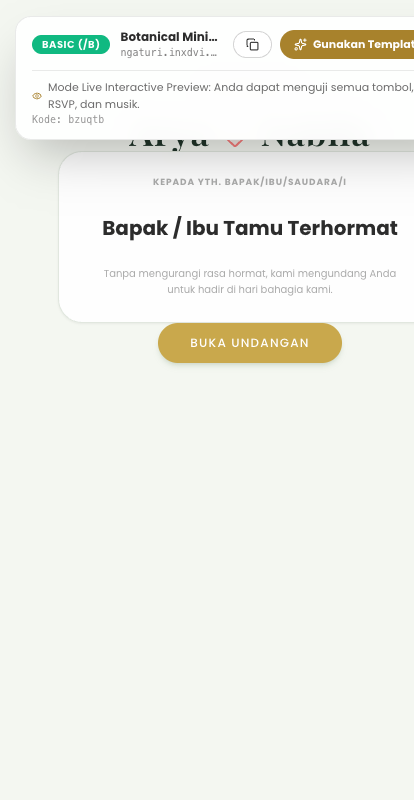 BASIC (/B)
Botanical Mini...
ngaturi.inxdvi.…
Gunakan Templat
Mode Live Interactive Preview: Anda dapat menguji semua tombol,
RSVP, dan musik.
Kode: bzuqtb
Arya Nabila
KEPADA YTH. BAPAK/IBU/SAUDARA/I
Bapak / Ibu Tamu Terhormat
Tanpa mengurangi rasa hormat, kami mengundang Anda
untuk hadir di hari bahagia kami.
BUKA UNDANGAN